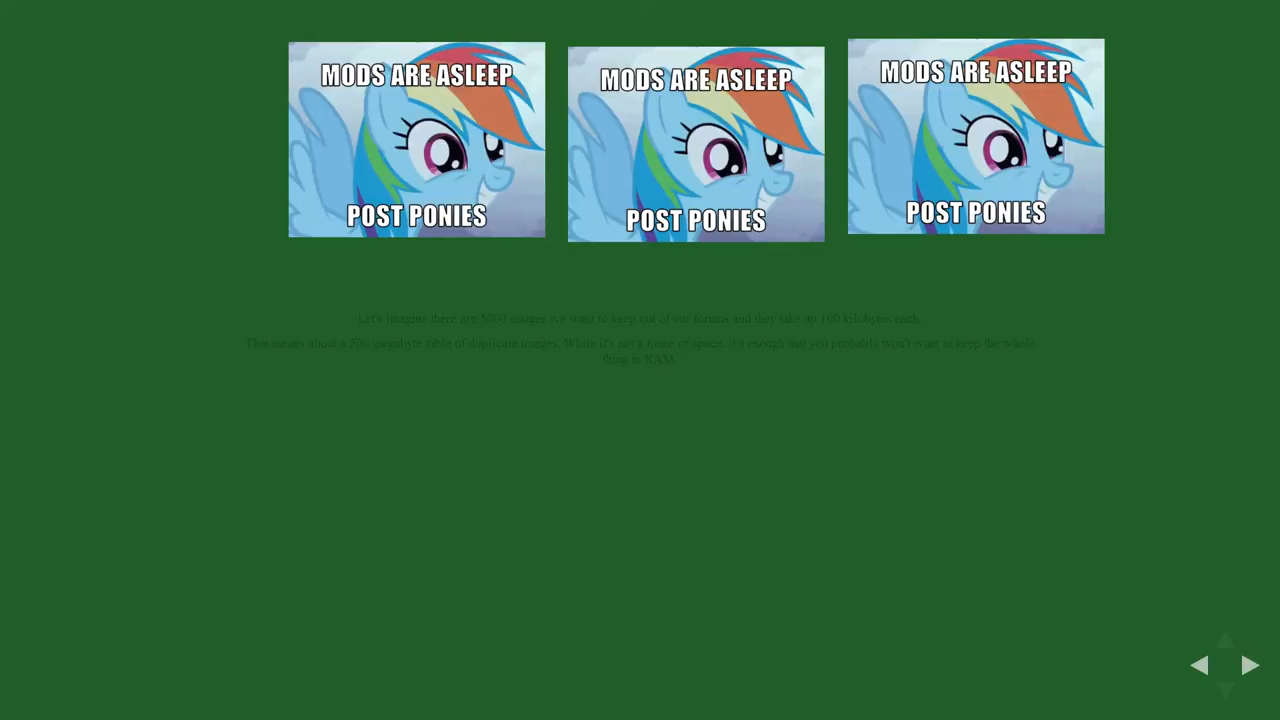 MODS ARE ASLEEP
POST PONIES
MODS ARE ASLEEP
POST PONIES
MODS ARE ASLEEP
POST PONIES
Let's imagine there are 5000 images we want to keep out of our forums and they take up 100 kilobytes each.
That means about a 500 megabyte table of duplicate images. While it's not a tonne of space, it's enough that you probably won't want to keep the whole
thing in RAM.